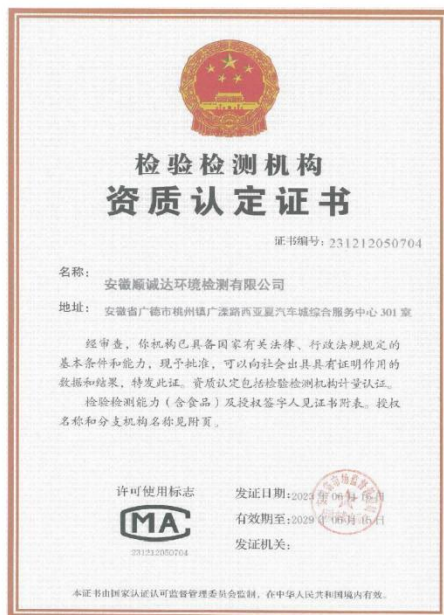 检验检测机构
资质认定证书
证书编号:231212050704
名称:
安徽顺诚达环境检测有限公司
地址:
安徽省广德市桃州镇广溧路西亚夏汽车城综合服务中心 301 室
经审查，你机构已具备国家有关法律、行政法规规定的
基本条件和能力，现予批准，可以向社会出具具有证明作用的
数据和结果，特发此证。资质认定包括检验检测机构计量认证。
检验检测能力（含食品）及授权签字人见证书附表。授权
名称和分支机构名称见附页。
许可使用标志
MA
231212050704
发证日期:2023 年 06 月
有效期至:2029 年 06 月
发证机关:
本证书由国家认证认可监督管理委员会监制，在中华人民共和国境内有效。